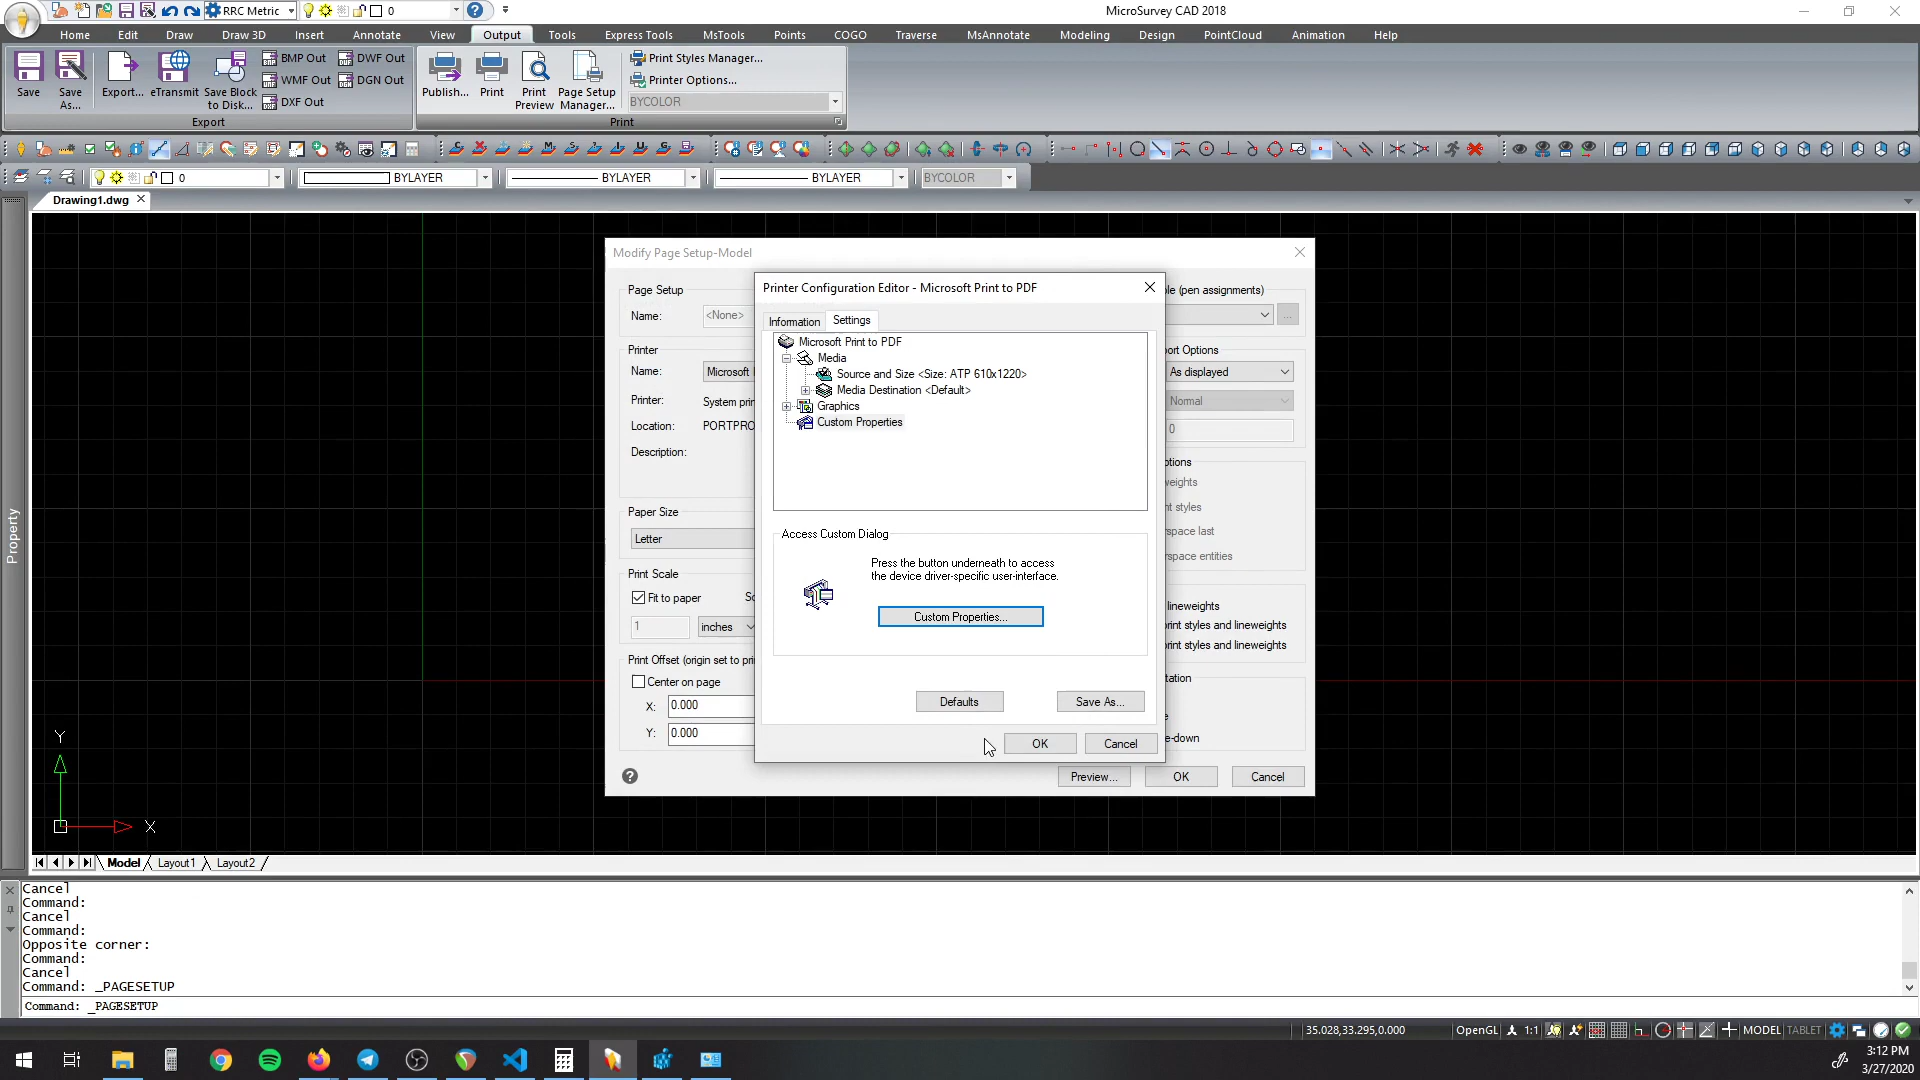 RRC Metric
0
MicroSurvey CAD 2018
Home
Edit
Draw
Draw 3D
Insert
Annotate
View
Output
Tools
Express Tools
MsTools
Points
COGO
Traverse
MsAnnotate
Modeling
Design
PointCloud
Animation
Help
Save
Save
As...
Export...
eTransmit
Save Block
to Disk...
BMP Out
WMF Out
DXF Out
DWF Out
DGN Out
Export
Publish...
Print
Print
Preview
Page Setup
Manager...
Print Styles Manager...
Printer Options...
BYCOLOR
Print
0
BYLAYER
BYLAYER
BYLAYER
BYCOLOR
Drawing1.dwg
Property
Modify Page Setup-Model
Page Setup
Name:
<None>
Printer
Name:
Microsoft
Printer:
System prin
Location:
PORTPRO
Description:
Paper Size
Letter
Print Scale
Fit to paper
Sc
1
inches
Print Offset (origin set to pri
Center on page
X:
0.000
Y:
0.000
Printer Configuration Editor - Microsoft Print to PDF
Information
Settings
Microsoft Print to PDF
Media
Source and Size <Size: ATP 610x1220>
Media Destination <Default>
Graphics
Custom Properties
Access Custom Dialog
Press the button underneath to access
the device driver-specific user-interface.
Custom Properties...
Defaults
Save As...
OK
Cancel
le (pen assignments)
...
ort Options
As displayed
Normal
0
ptions
weights
nt styles
rspace last
rspace entities
lineweights
print styles and lineweights
print styles and lineweights
tation
e
e-down
Preview...
OK
Cancel
Y
X
Model
Layout1
Layout2
Cancel
Command:
Cancel
Command:
Opposite corner:
Command:
Cancel
Command: _PAGESETUP
Command: _PAGESETUP
35.028,33.295,0.000
OpenGL
1:1
MODEL
TABLET
3:12 PM
3/27/2020